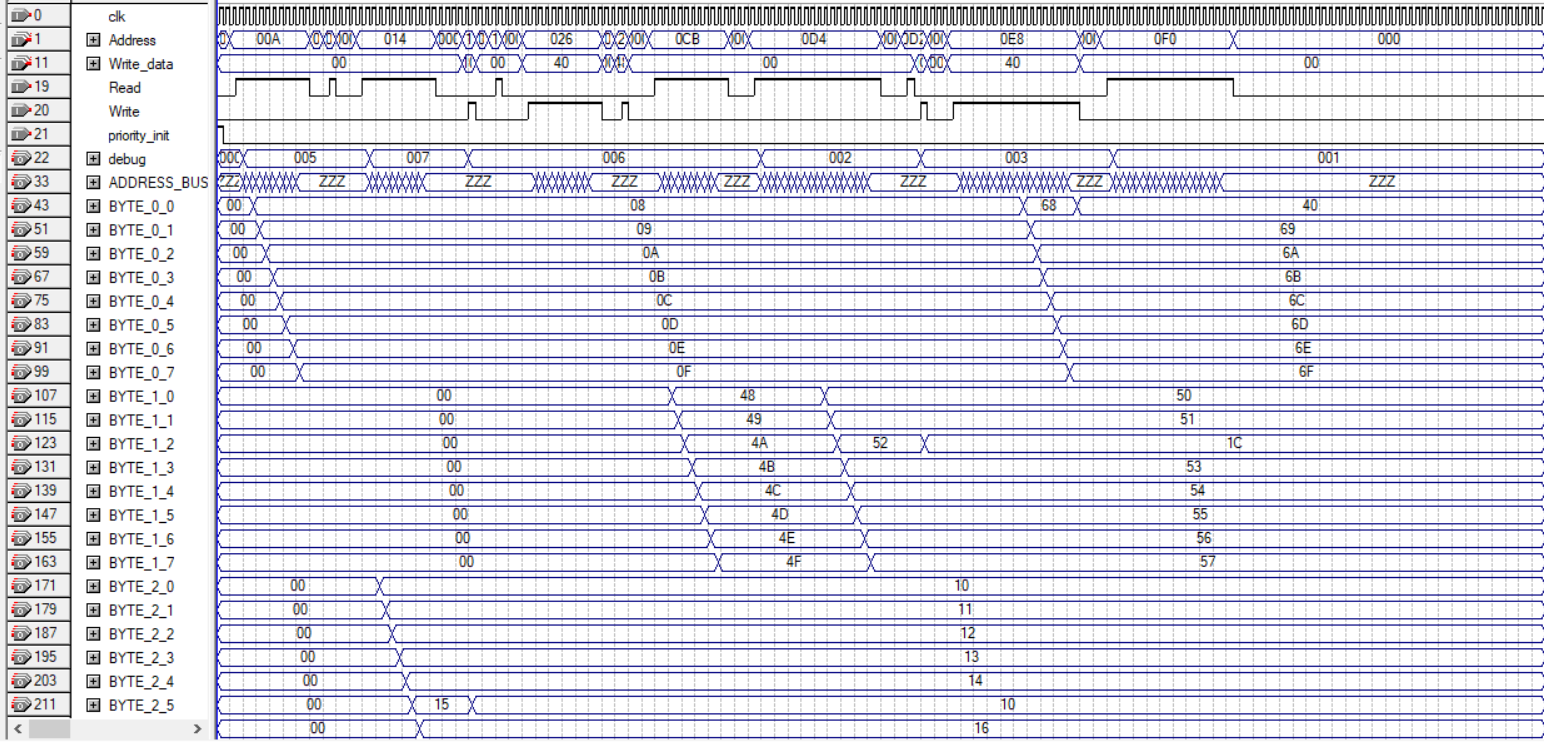 0 clk
1 Address 00A 014 026 0CB 0D4 0E8 0F0 000
11 Write_data 00 00 40 00 40 00
19 Read
20 Write
21 priority_init
22 debug 000 005 007 006 002 003 001
33 ADDRESS_BUS ZZZ ZZZ ZZZ ZZZ ZZZ ZZZ ZZZ ZZZ
43 BYTE_0_0 00 08 68 40
51 BYTE_0_1 00 09 69
59 BYTE_0_2 00 0A 6A
67 BYTE_0_3 00 0B 6B
75 BYTE_0_4 00 0C 6C
83 BYTE_0_5 00 0D 6D
91 BYTE_0_6 00 0E 6E
99 BYTE_0_7 00 0F 6F
107 BYTE_1_0 00 48 50
115 BYTE_1_1 00 49 51
123 BYTE_1_2 00 4A 52 1C
131 BYTE_1_3 00 4B 53
139 BYTE_1_4 00 4C 54
147 BYTE_1_5 00 4D 55
155 BYTE_1_6 00 4E 56
163 BYTE_1_7 00 4F 57
171 BYTE_2_0 00 10
179 BYTE_2_1 00 11
187 BYTE_2_2 00 12
195 BYTE_2_3 00 13
203 BYTE_2_4 00 14
211 BYTE_2_5 00 15 10
00 16